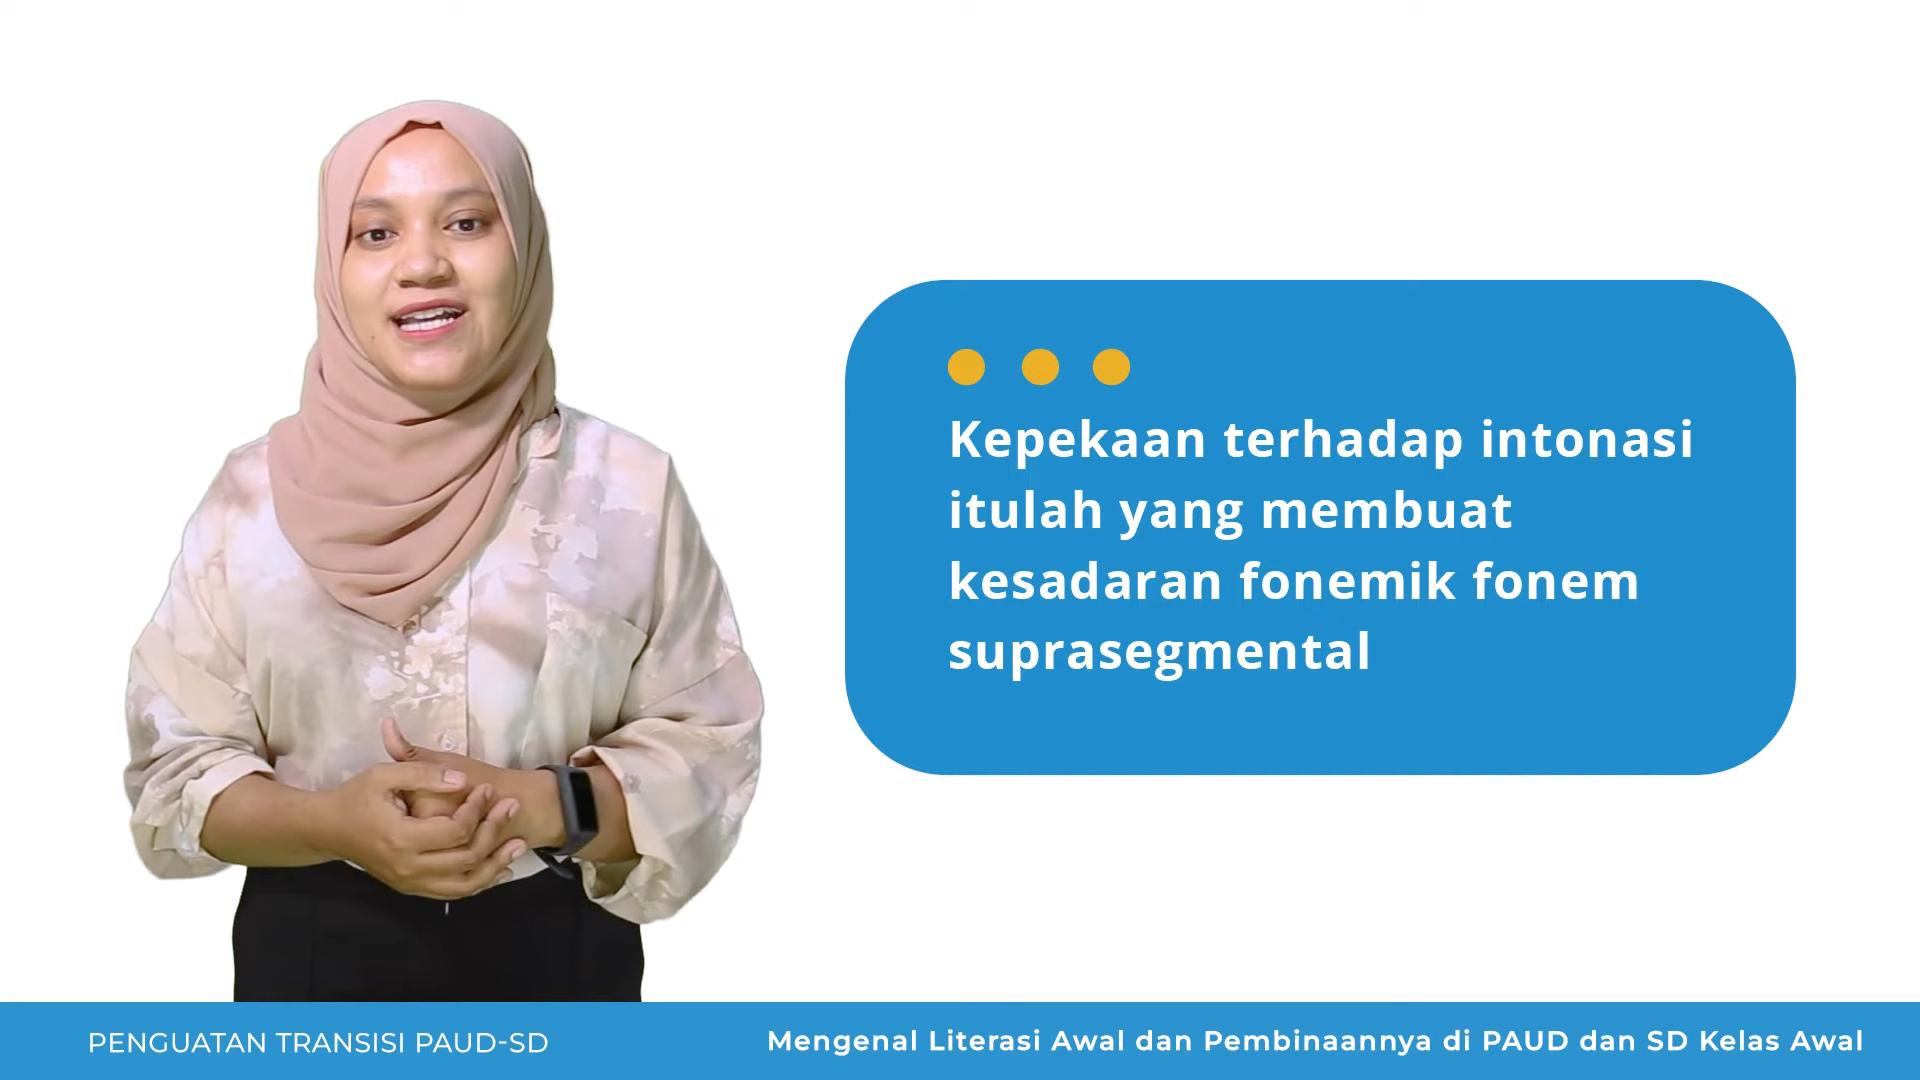 Kepekaan terhadap intonasi
itulah yang membuat
kesadaran fonemik fonem
suprasegmental
PENGUATAN TRANSISI PAUD-SD
Mengenal Literasi Awal dan Pembinaannya di PAUD dan SD Kelas Awal